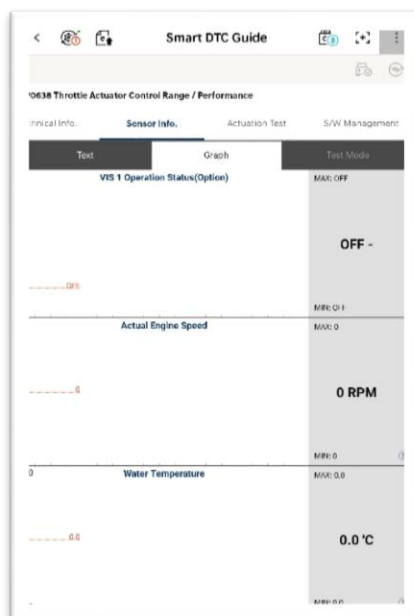 Smart DTC Guide
'0638 Throttle Actuator Control Range / Performance
hnical Info. Sensor Info. Actuation Test S/W Management
Text Graph Test Mode
VIS 1 Operation Status(Option) MAX: OFF
OFF -
OFF
MIN: OFF
Actual Engine Speed MAX: 0
0
0 RPM
MIN: 0
0 Water Temperature MAX: 0.0
0.0
0.0 'C
MIN: 0.0